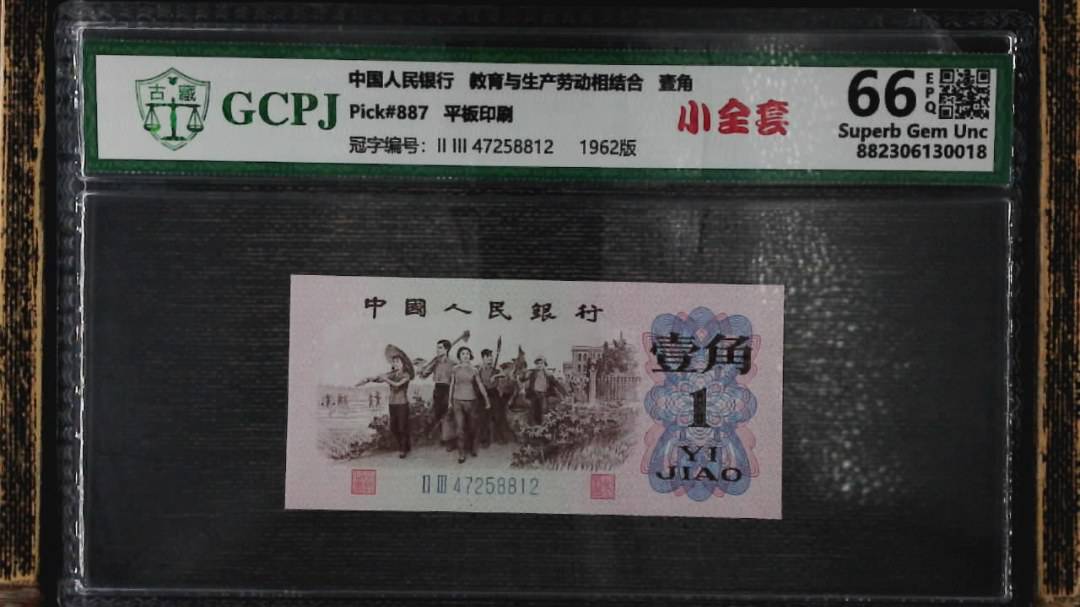 古藏
GCPJ
中国人民银行 教育与生产劳动相结合 壹角
Pick#887 平板印刷
冠字编号: II III 47258812 1962版
小全套
66 EPQ
Superb Gem Unc
882306130018
中國人民銀行
壹角
1
YI
JIAO
II III 47258812